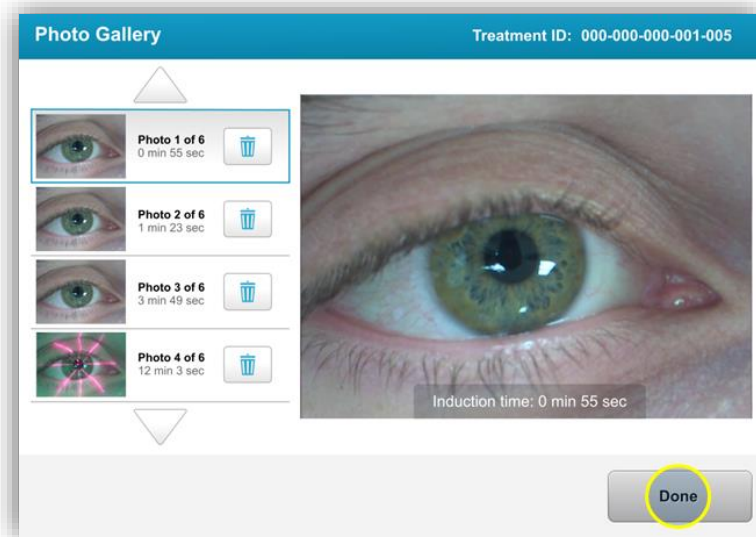 Photo Gallery
Treatment ID: 000-000-000-001-005
Photo 1 of 6
0 min 55 sec
Photo 2 of 6
1 min 23 sec
Photo 3 of 6
3 min 49 sec
Photo 4 of 6
12 min 3 sec
Induction time: 0 min 55 sec
Done